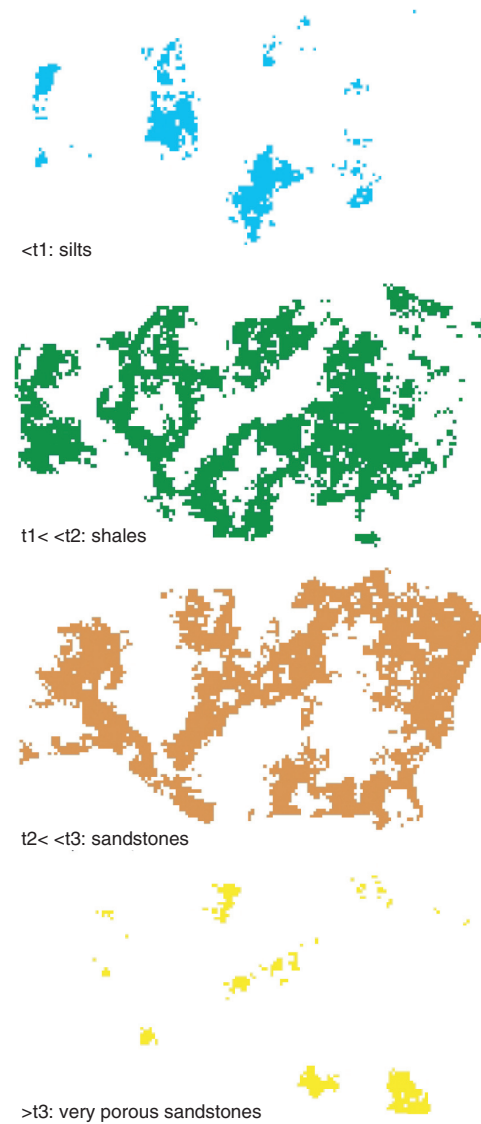 <t1: silts
t1< <t2: shales
t2< <t3: sandstones
>t3: very porous sandstones